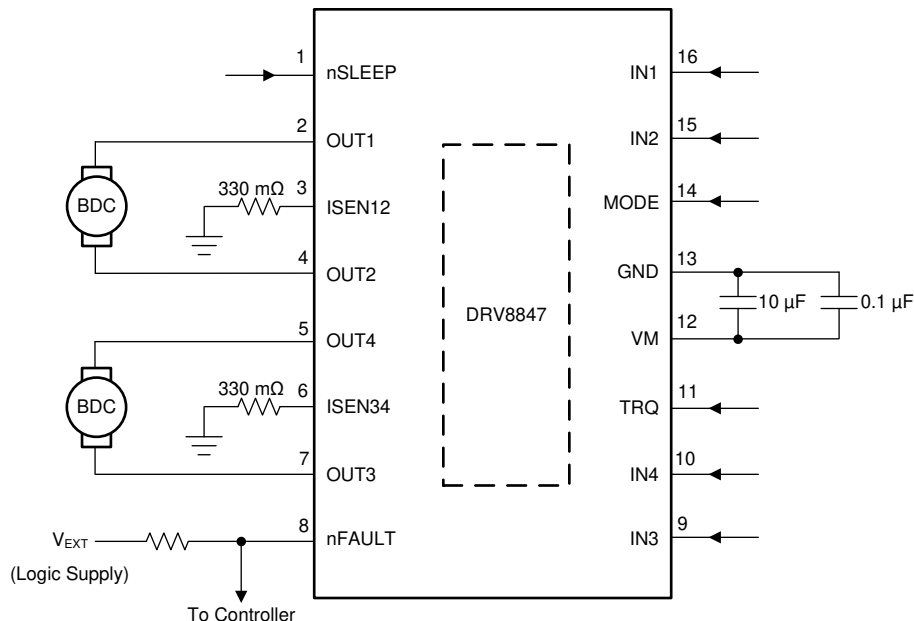 1
nSLEEP
2
OUT1
BDC
330 mΩ
3
ISEN12
4
OUT2
5
OUT4
BDC
330 mΩ
6
ISEN34
7
OUT3
8
nFAULT
VEXT
(Logic Supply)
To Controller
DRV8847
16
IN1
15
IN2
14
MODE
13
GND
10 µF
0.1 µF
12
VM
11
TRQ
10
IN4
9
IN3